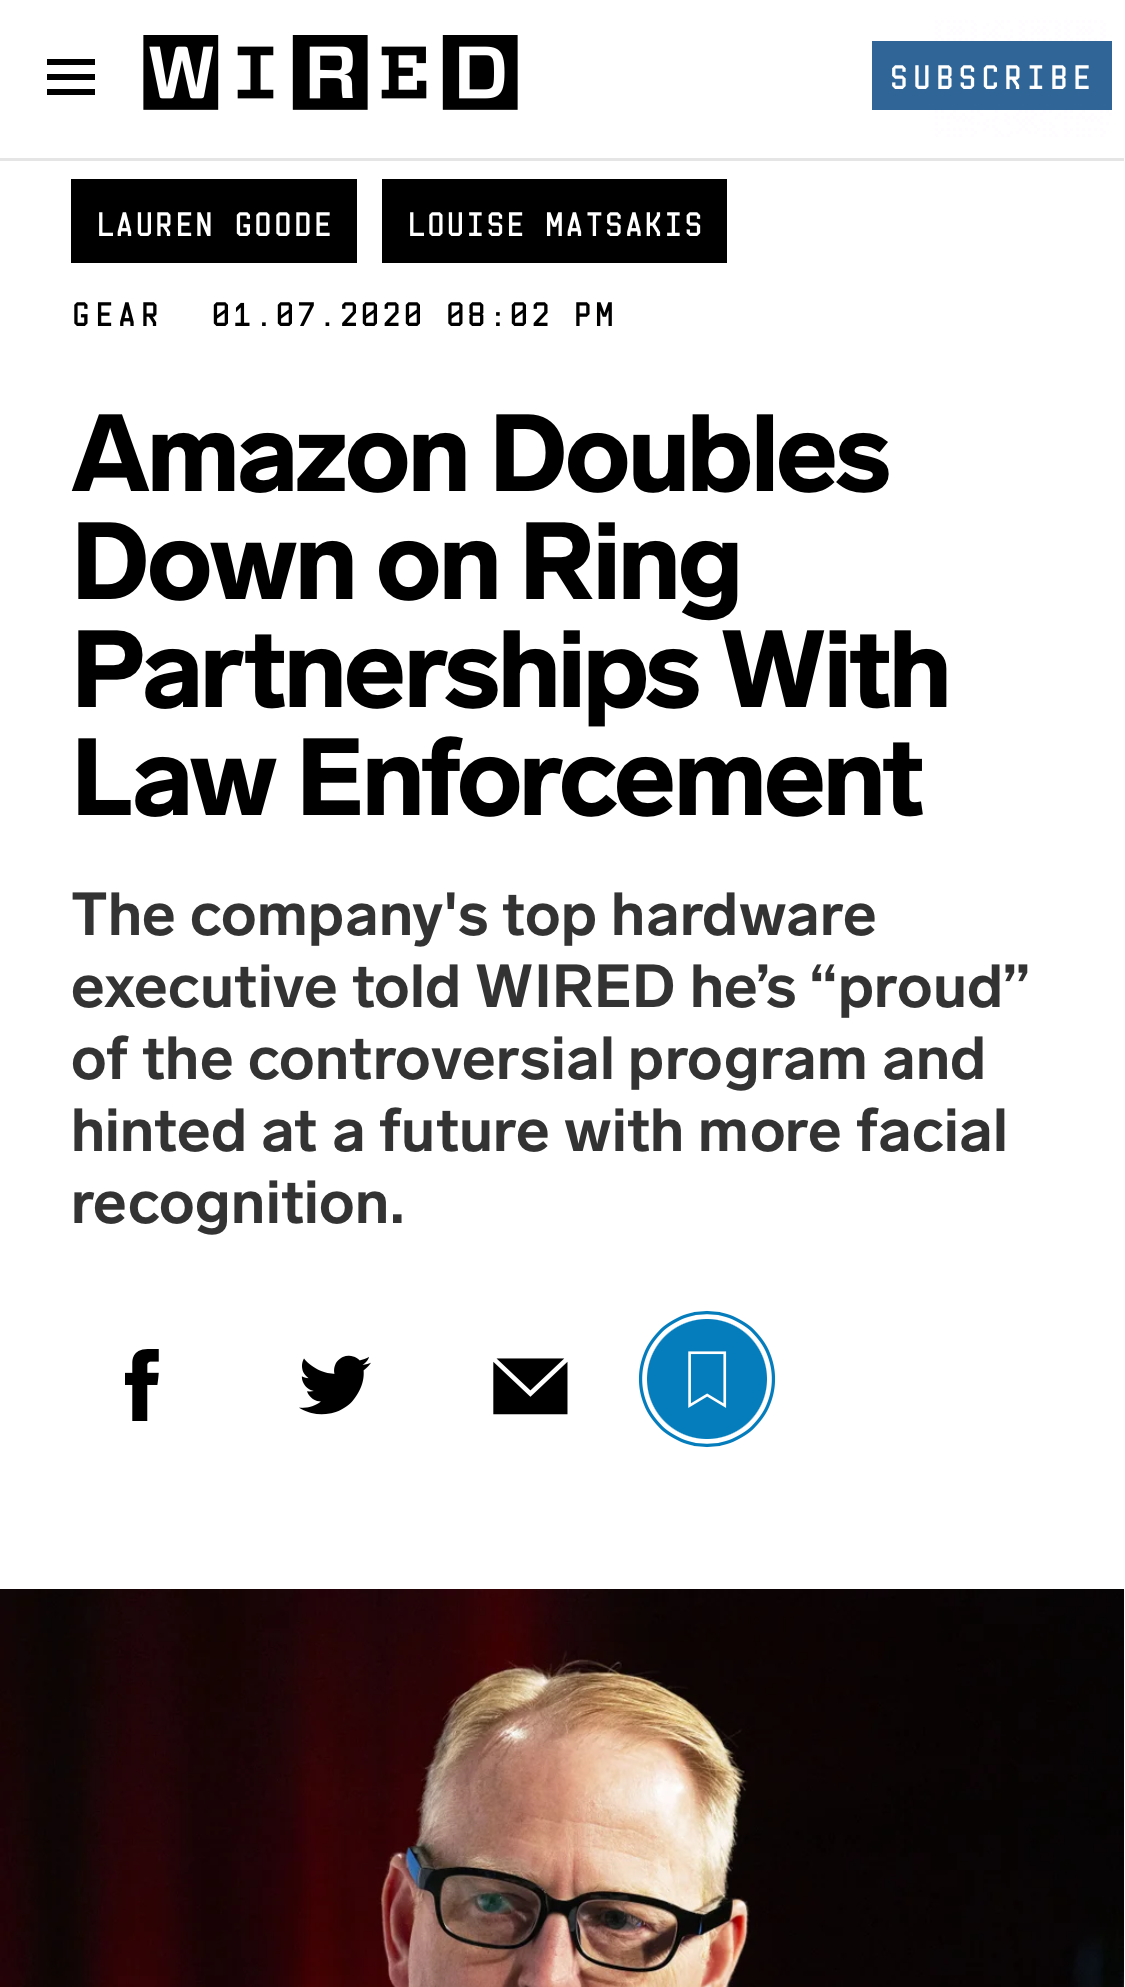 WIRED
SUBSCRIBE
LAUREN GOODE
LOUISE MATSAKIS
GEAR 01.07.2020 08:02 PM
Amazon Doubles
Down on Ring
Partnerships With
Law Enforcement
The company's top hardware
executive told WIRED he’s “proud”
of the controversial program and
hinted at a future with more facial
recognition.